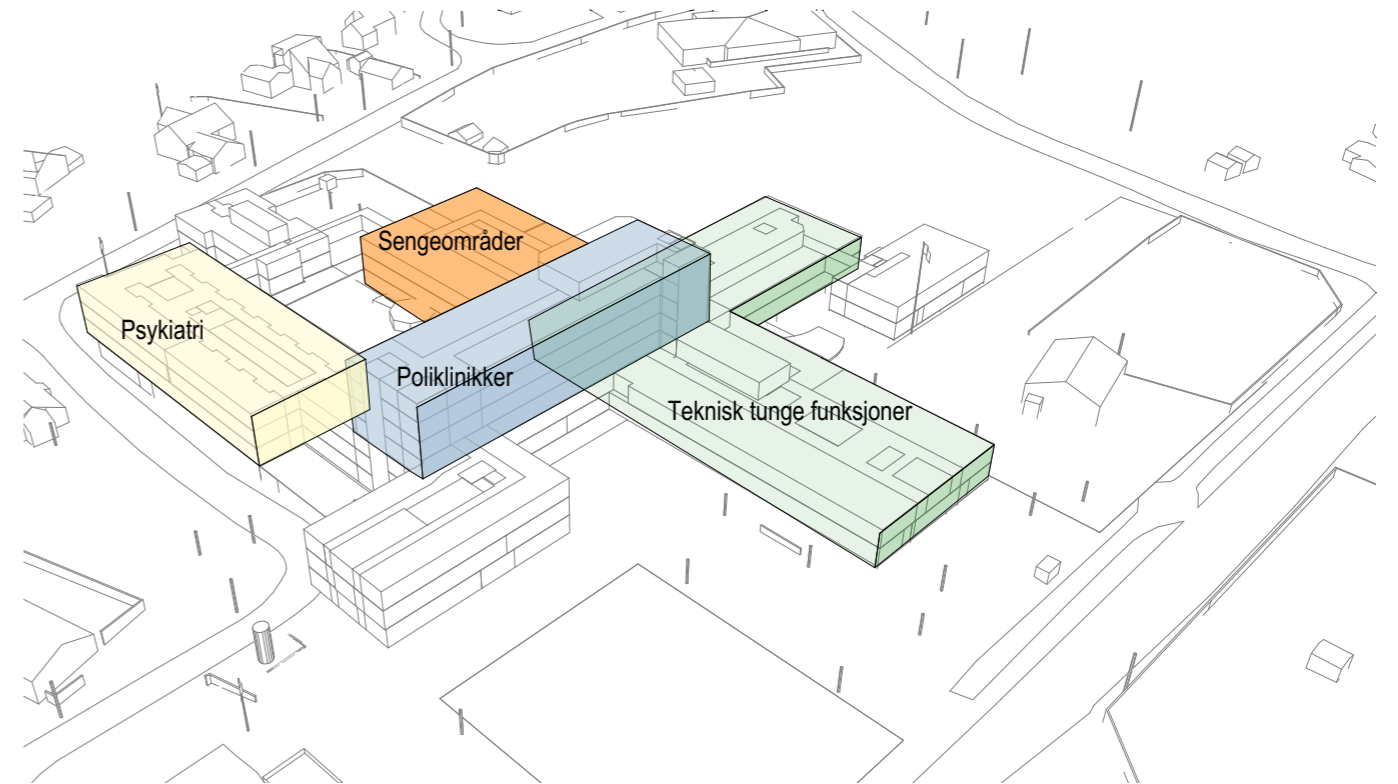 Sengeområder
Psykiatri
Poliklinikker
Teknisk tunge funksjoner